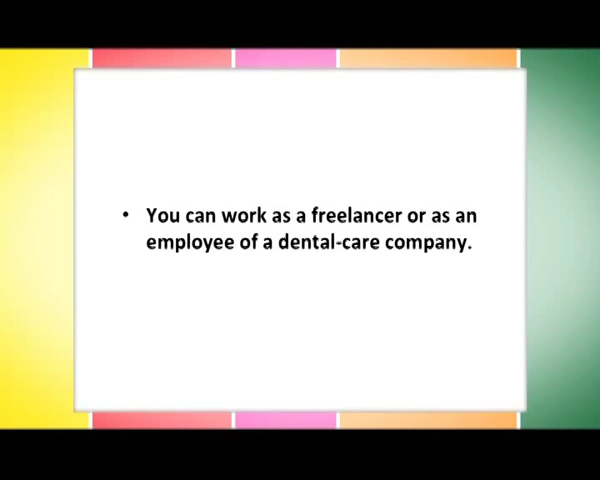 • You can work as a freelancer or as an
employee of a dental-care company.